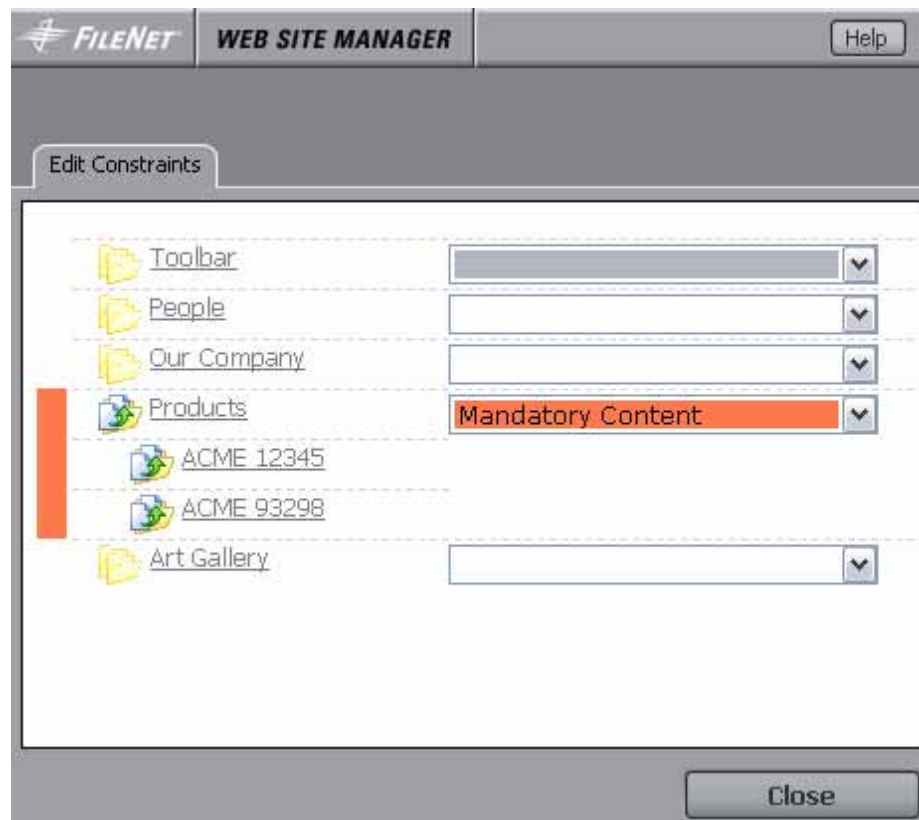 FILENET WEB SITE MANAGER Help
Edit Constraints
Toolbar
People
Our Company
Products Mandatory Content
ACME 12345
ACME 93298
Art Gallery
Close